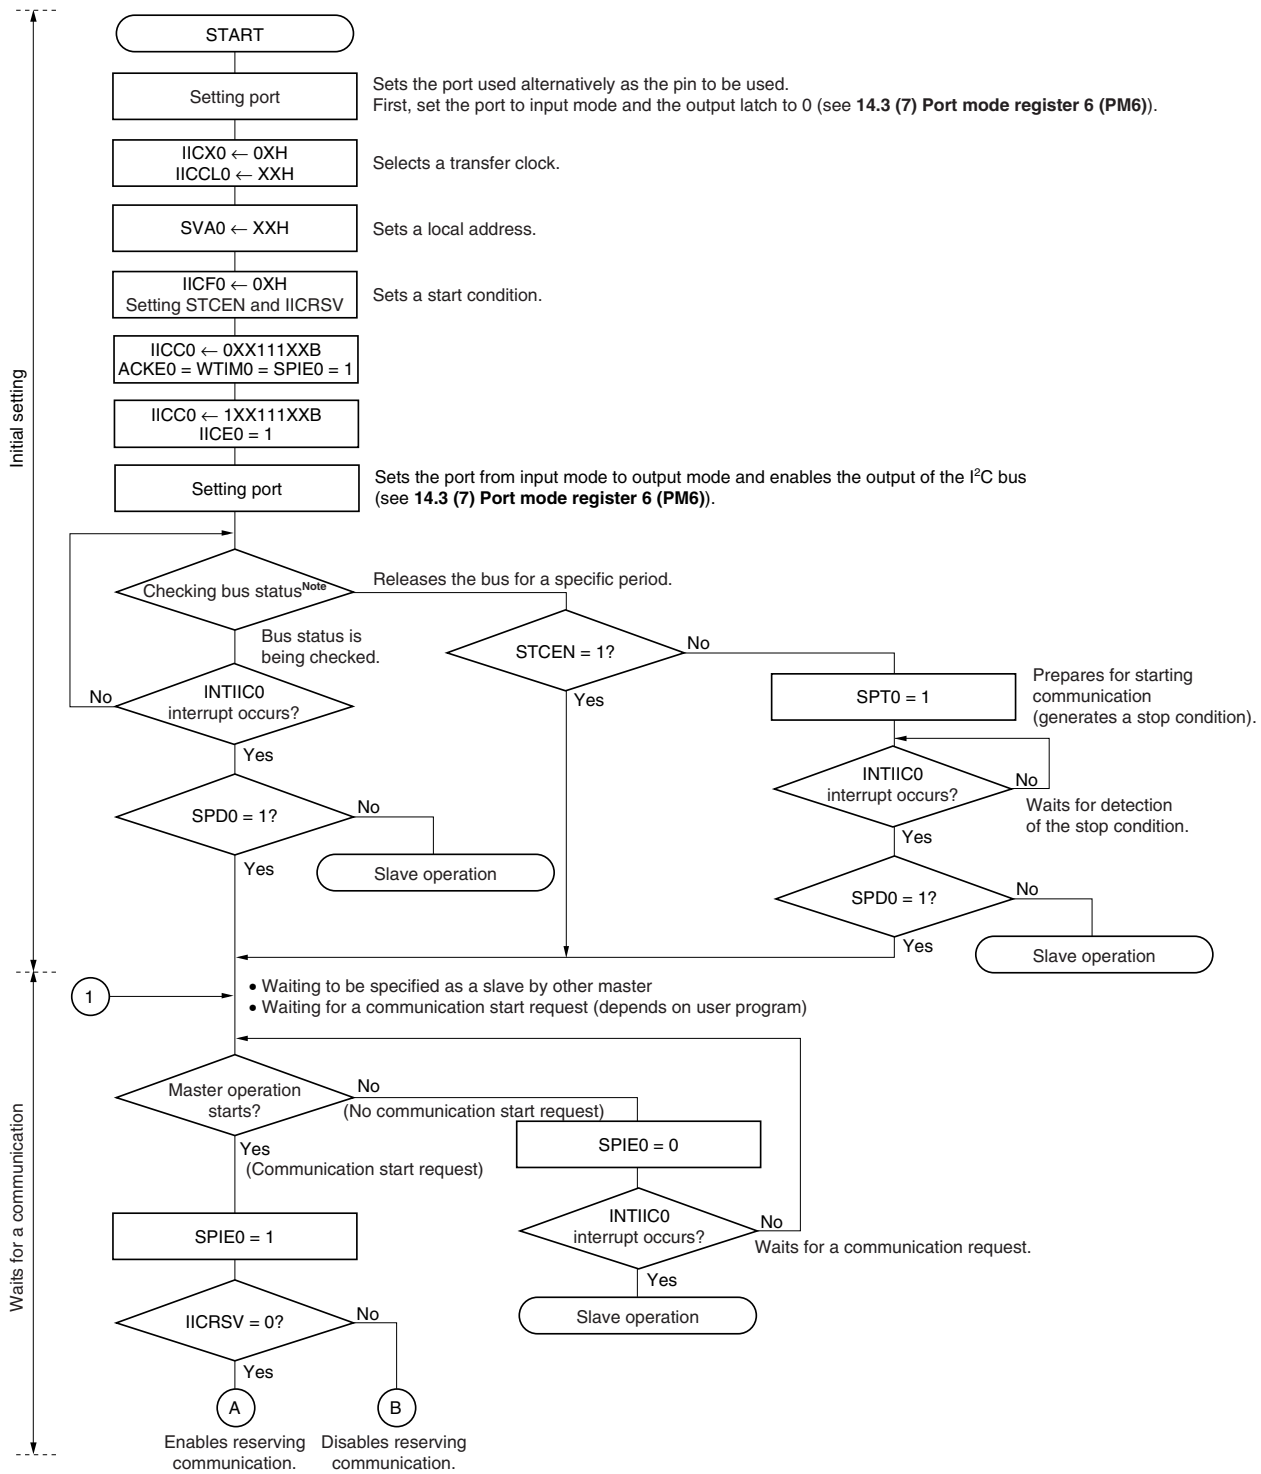 START
Setting port
Sets the port used alternatively as the pin to be used.
First, set the port to input mode and the output latch to 0 (see 14.3 (7) Port mode register 6 (PM6)).
IICX0 ← 0XH
IICCL0 ← XXH
Selects a transfer clock.
SVA0 ← XXH
Sets a local address.
IICF0 ← 0XH
Setting STCEN and IICRSV
Sets a start condition.
IICC0 ← 0XX111XXB
ACKE0 = WTIM0 = SPIE0 = 1
IICC0 ← 1XX111XXB
IICE0 = 1
Setting port
Sets the port from input mode to output mode and enables the output of the I²C bus
(see 14.3 (7) Port mode register 6 (PM6)).
Initial setting
Checking bus statusNote
Releases the bus for a specific period.
Bus status is
being checked.
STCEN = 1?
No
Yes
SPT0 = 1
Prepares for starting
communication
(generates a stop condition).
INTIIC0
interrupt occurs?
No
Yes
INTIIC0
interrupt occurs?
No
Waits for detection
of the stop condition.
Yes
SPD0 = 1?
No
Yes
Slave operation
SPD0 = 1?
No
Yes
Slave operation
1
• Waiting to be specified as a slave by other master
• Waiting for a communication start request (depends on user program)
Waits for a communication
Master operation
starts?
No
(No communication start request)
Yes
(Communication start request)
SPIE0 = 0
INTIIC0
interrupt occurs?
No
Waits for a communication request.
Yes
Slave operation
SPIE0 = 1
IICRSV = 0?
No
Yes
A
B
Enables reserving
communication.
Disables reserving
communication.